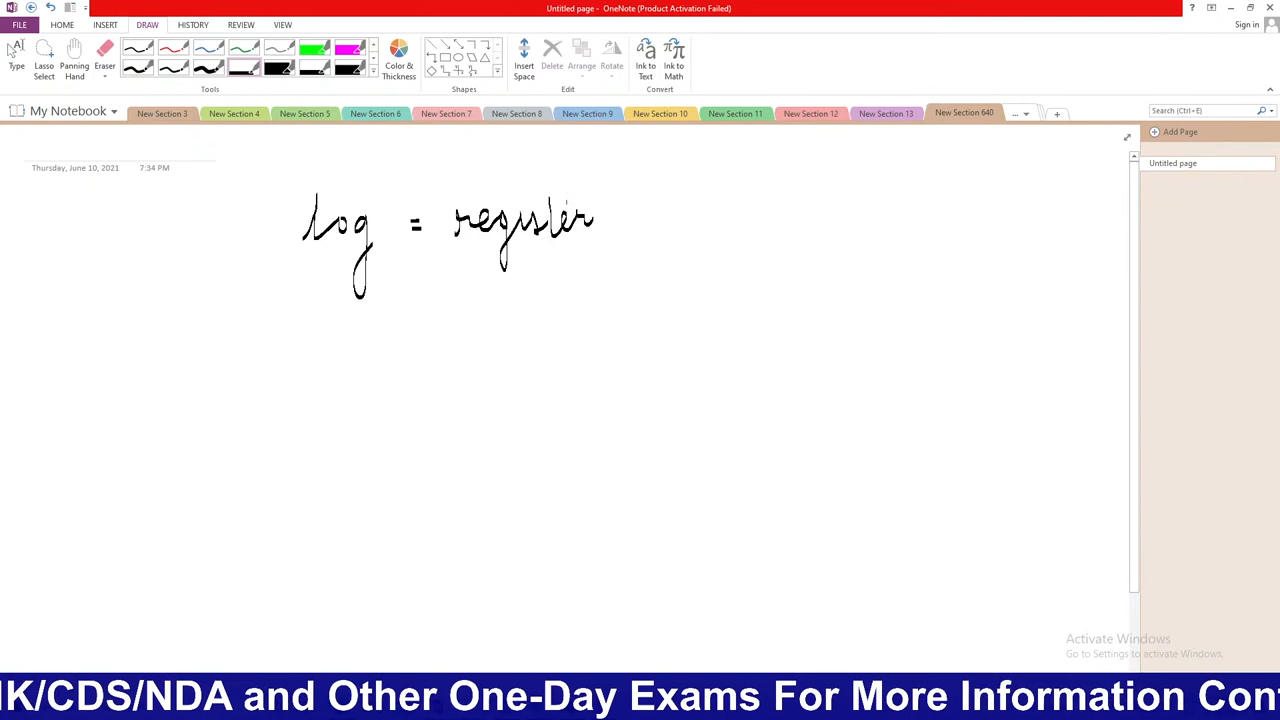 Untitled page - OneNote (Product Activation Failed)
FILE HOME INSERT DRAW HISTORY REVIEW VIEW
Sign in
Type
Lasso Select
Panning Hand
Eraser
Color & Thickness
Insert Space
Delete
Arrange
Rotate
Ink to Text
Ink to Math
Tools Shapes Edit Convert
My Notebook New Section 3 New Section 4 New Section 5 New Section 6 New Section 7 New Section 8 New Section 9 New Section 10 New Section 11 New Section 12 New Section 13 New Section 640 ...
Search (Ctrl+E)
Add Page
Untitled page
Thursday, June 10, 2021 7:34 PM
log = register
Activate Windows
Go to Settings to activate Windows.
IK/CDS/NDA and Other One-Day Exams For More Information Con